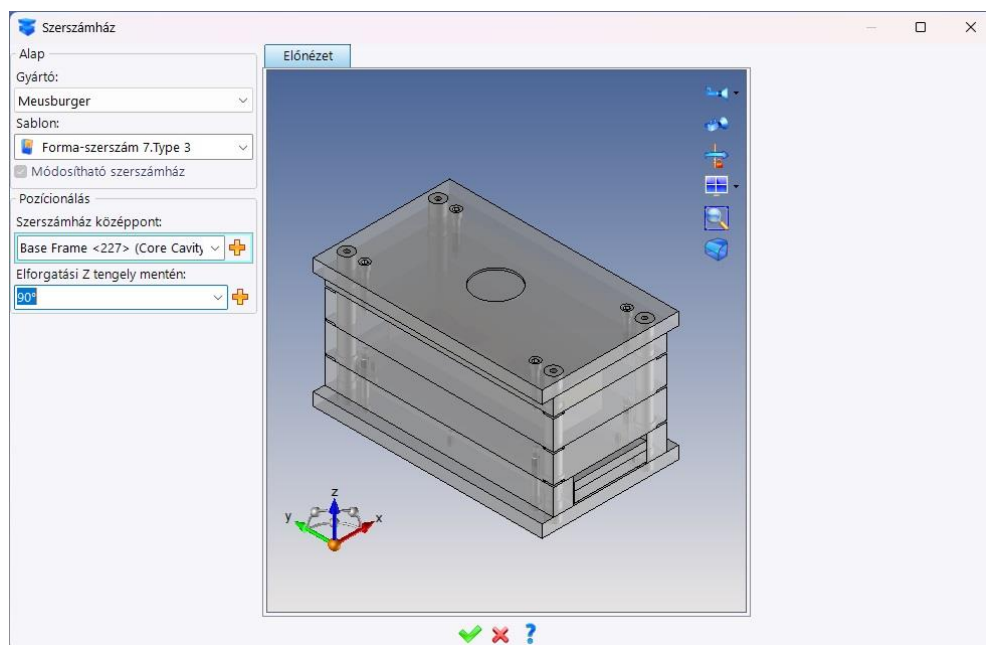 Szerszámház
Alap
Gyártó:
Meusburger
Sablon:
Forma-szerszám 7.Type 3
Módosítható szerszámház
Pozícionálás
Szerszámház középpont:
Base Frame <227> (Core Cavity
Elforgatási Z tengely mentén:
90°
Előnézet
z
y
x